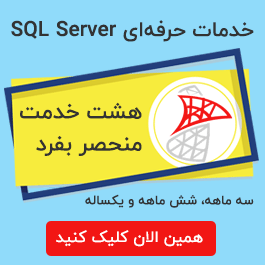 خدمات حرفه‌ای SQL Server
هشت خدمت
منحصر بفرد
سه ماهه، شش ماهه و یکساله
همین الان کلیک کنید